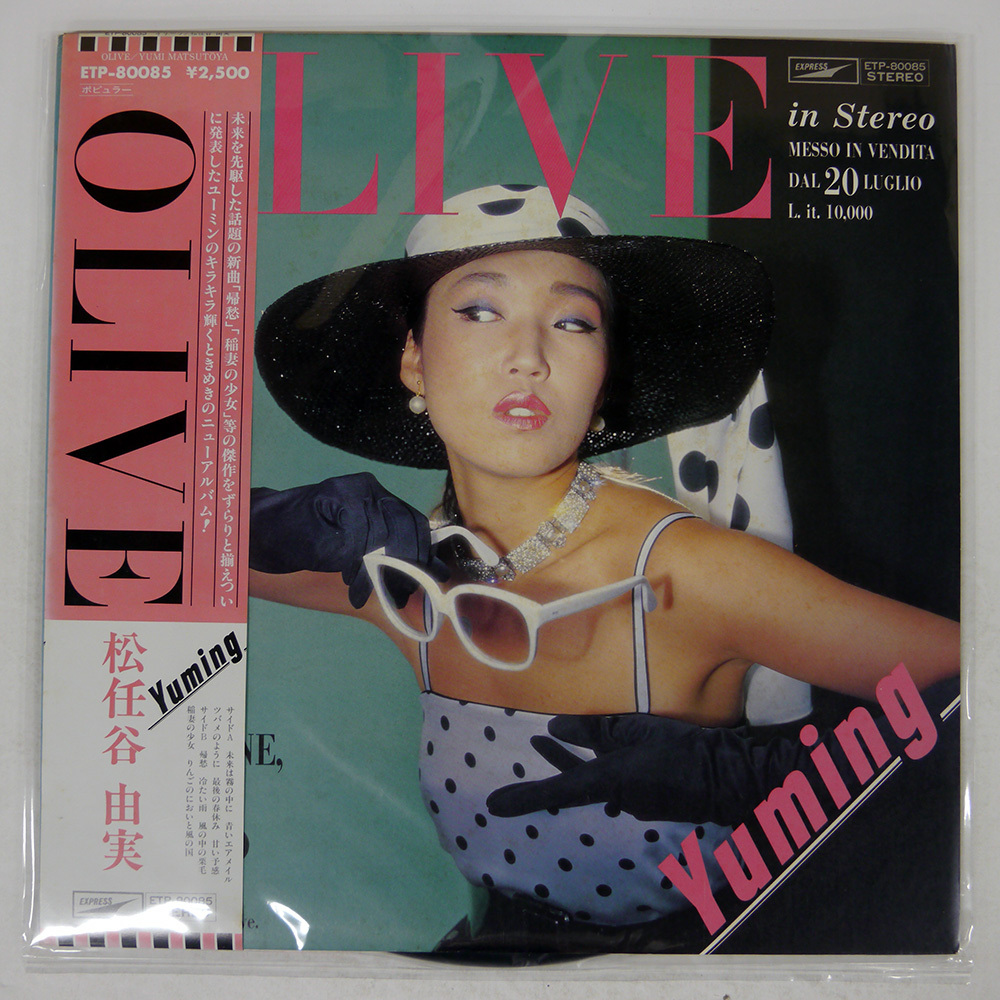 OLIVE／YUMI MATSUTOYA
ETP-80085 ¥2,500
ポピュラー
OLIVE
未来を先駆した話題の新曲「帰愁」、「稲妻の少女」等の傑作をずらりと揃えつい
に発表したユーミンのキラキラ輝くときめきのニューアルバム!
松任谷 由実
Yuming
サイドA 未来は霧の中に 青いエアメイル
ツバメのように 最後の春休み 甘い予感
サイドB 帰愁 冷たい雨 風の中の栗毛
稲妻の少女 りんごのにおいと風の国
EXPRESS
ETP-80085
LIVE
EXPRESS
ETP-80085
STEREO
in Stereo
MESSO IN VENDITA
DAL 20 LUGLIO
L. it. 10,000
NE,
ve.
Yuming